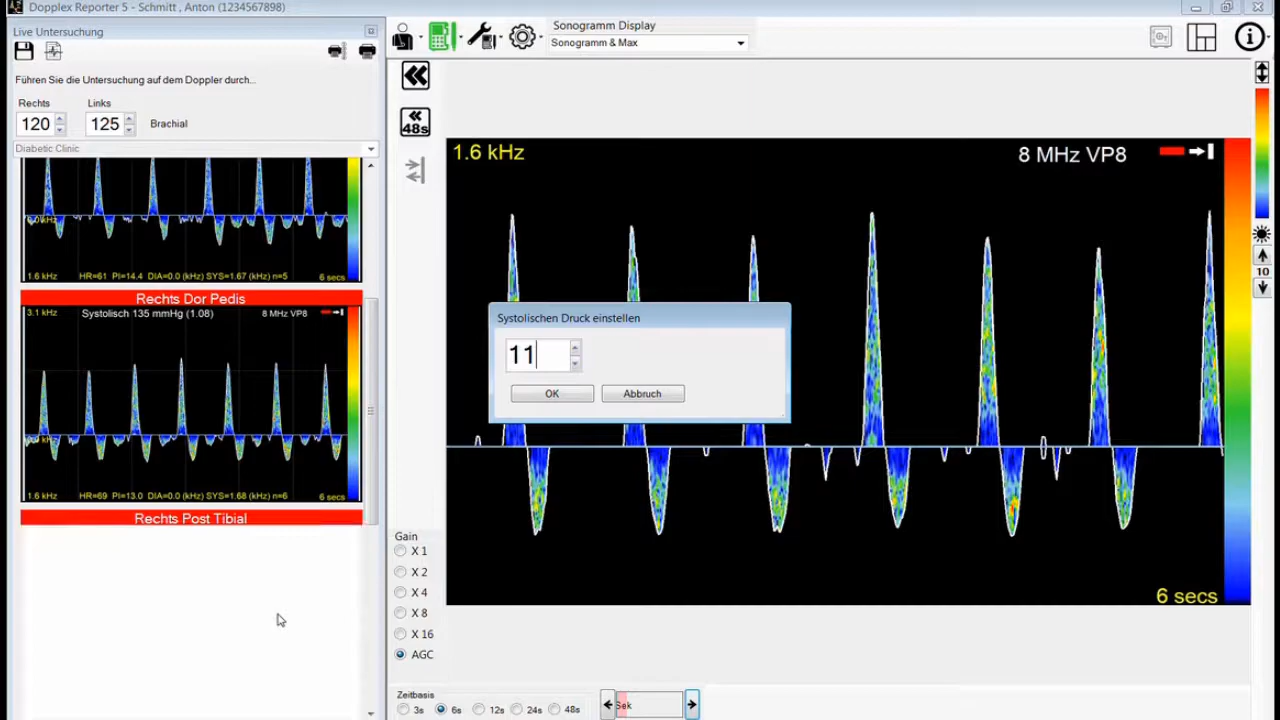 Dopplex Reporter 5 - Schmitt , Anton (1234567898)
Live Untersuchung
Führen Sie die Untersuchung auf dem Doppler durch...
Rechts Links
120 125 Brachial
Diabetic Clinic
0.0 kHz
1.6 kHz HR=61 PI=14.4 DIA=0.0 (kHz) SYS=1.67 (kHz) n=5 6 secs
Rechts Dor Pedis
3.1 kHz Systolisch 135 mmHg (1.08) 8 MHz VP8
1.6 kHz HR=69 PI=13.0 DIA=0.0 (kHz) SYS=1.68 (kHz) n=6 6 secs
Rechts Post Tibial
Sonogramm Display
Sonogramm & Max
48s
1.6 kHz 8 MHz VP8
Systolischen Druck einstellen
11
OK Abbruch
6 secs
10
Gain
X 1
X 2
X 4
X 8
X 16
AGC
Zeitbasis
3s 6s 12s 24s 48s
Sek